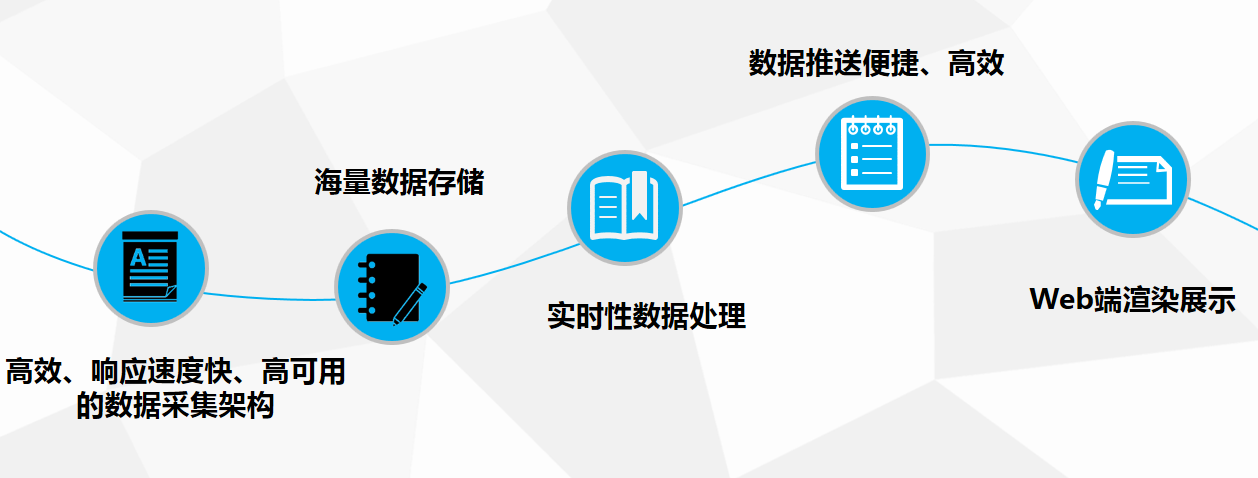 数据推送便捷、高效
海量数据存储
A
实时性数据处理
Web端渲染展示
高效、响应速度快、高可用
的数据采集架构